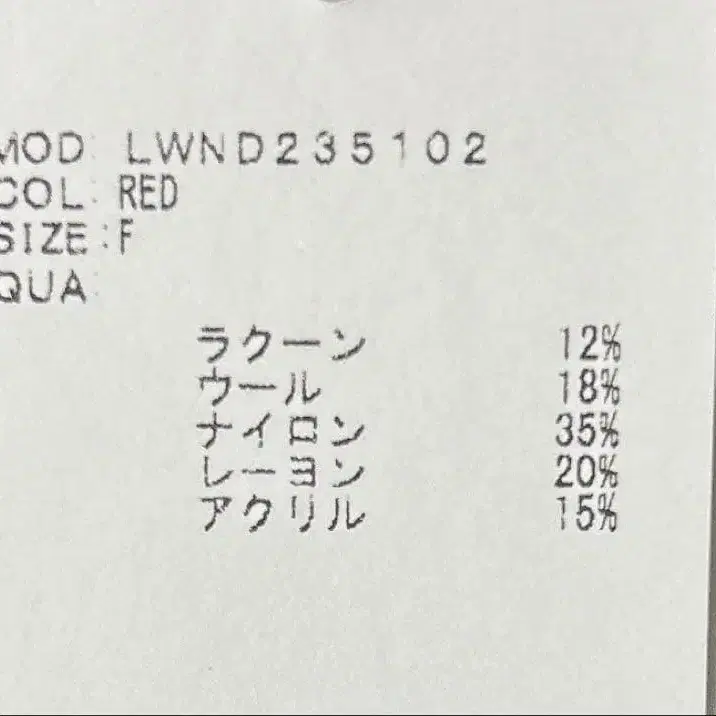 MOD: LWND235102
COL: RED
SIZE:F
QUA:
ラクーン 12%
ウール 18%
ナイロン 35%
レーヨン 20%
アクリル 15%